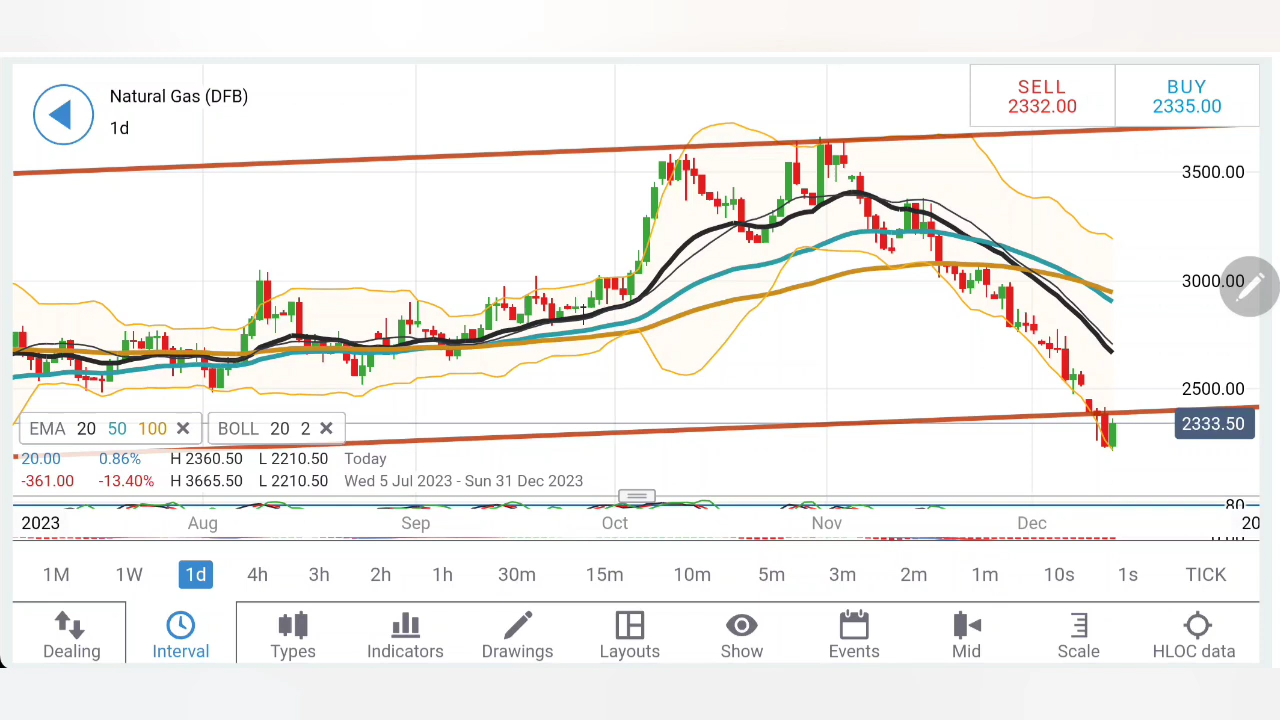 Natural Gas (DFB)
1d
SELL
2332.00
BUY
2335.00
3500.00
3000.00
2500.00
2333.50
EMA 20 50 100
BOLL 20 2
20.00 0.86% H 2360.50 L 2210.50 Today
-361.00 -13.40% H 3665.50 L 2210.50 Wed 5 Jul 2023 - Sun 31 Dec 2023
80
2023 Aug Sep Oct Nov Dec 20
1M 1W 1d 4h 3h 2h 1h 30m 15m 10m 5m 3m 2m 1m 10s 1s TICK
Dealing Interval Types Indicators Drawings Layouts Show Events Mid Scale HLOC data